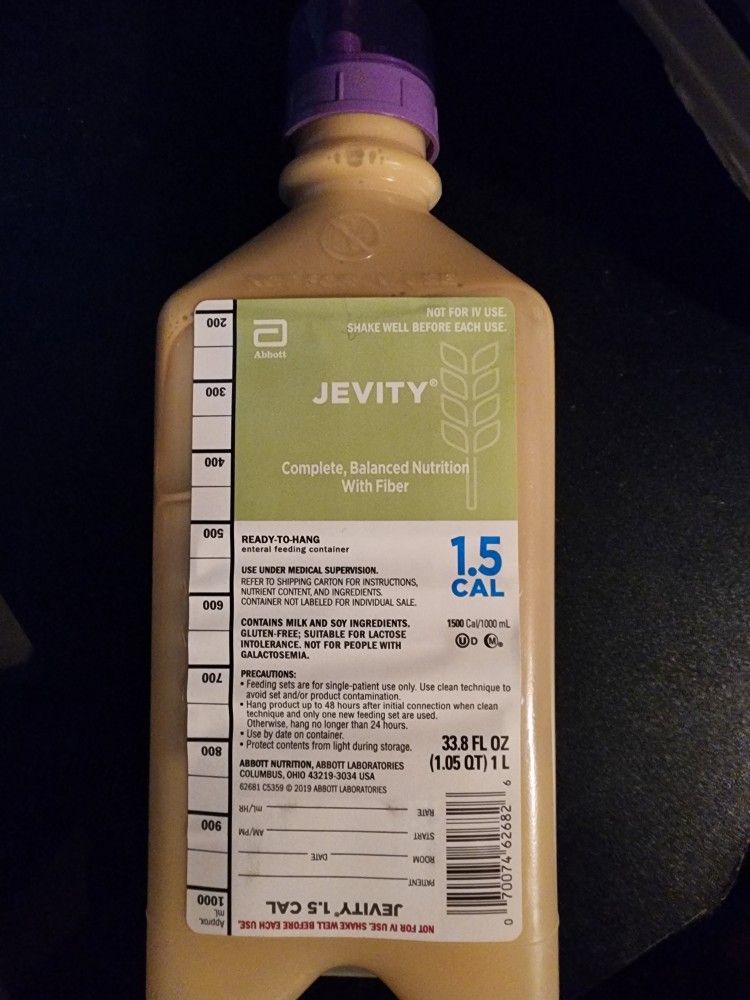 NOT FOR IV USE.
SHAKE WELL BEFORE EACH USE.
Abbott
JEVITY®
Complete, Balanced Nutrition
With Fiber
200
300
400
500
600
700
800
900
1000
mL
Approx.
READY-TO-HANG
enteral feeding container
1.5
CAL
USE UNDER MEDICAL SUPERVISION.
REFER TO SHIPPING CARTON FOR INSTRUCTIONS,
NUTRIENT CONTENT, AND INGREDIENTS.
CONTAINER NOT LABELED FOR INDIVIDUAL SALE.
1500 Cal/1000 mL
CONTAINS MILK AND SOY INGREDIENTS.
GLUTEN-FREE; SUITABLE FOR LACTOSE
INTOLERANCE. NOT FOR PEOPLE WITH
GALACTOSEMIA.
U D M
PRECAUTIONS:
• Feeding sets are for single-patient use only. Use clean technique to
avoid set and/or product contamination.
• Hang product up to 48 hours after initial connection when clean
technique and only one new feeding set are used.
Otherwise, hang no longer than 24 hours.
• Use by date on container.
• Protect contents from light during storage.
33.8 FL OZ
(1.05 QT) 1 L
ABBOTT NUTRITION, ABBOTT LABORATORIES
COLUMBUS, OHIO 43219-3034 USA
62681 C5359 © 2019 ABBOTT LABORATORIES
0 70074 62682 6
NOT FOR IV USE. SHAKE WELL BEFORE EACH USE.
JEVITY® 1.5 CAL
PATIENT
ROOM DATE
START AM/PM
RATE mL/HR